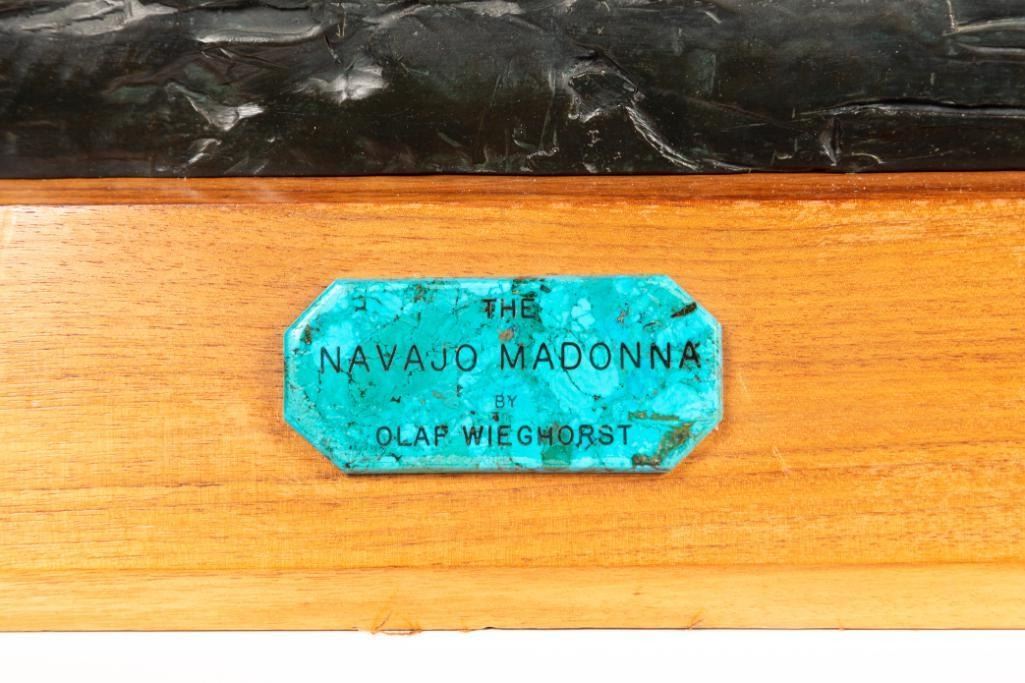 THE
NAVAJO MADONNA
BY
OLAF WIEGHORST